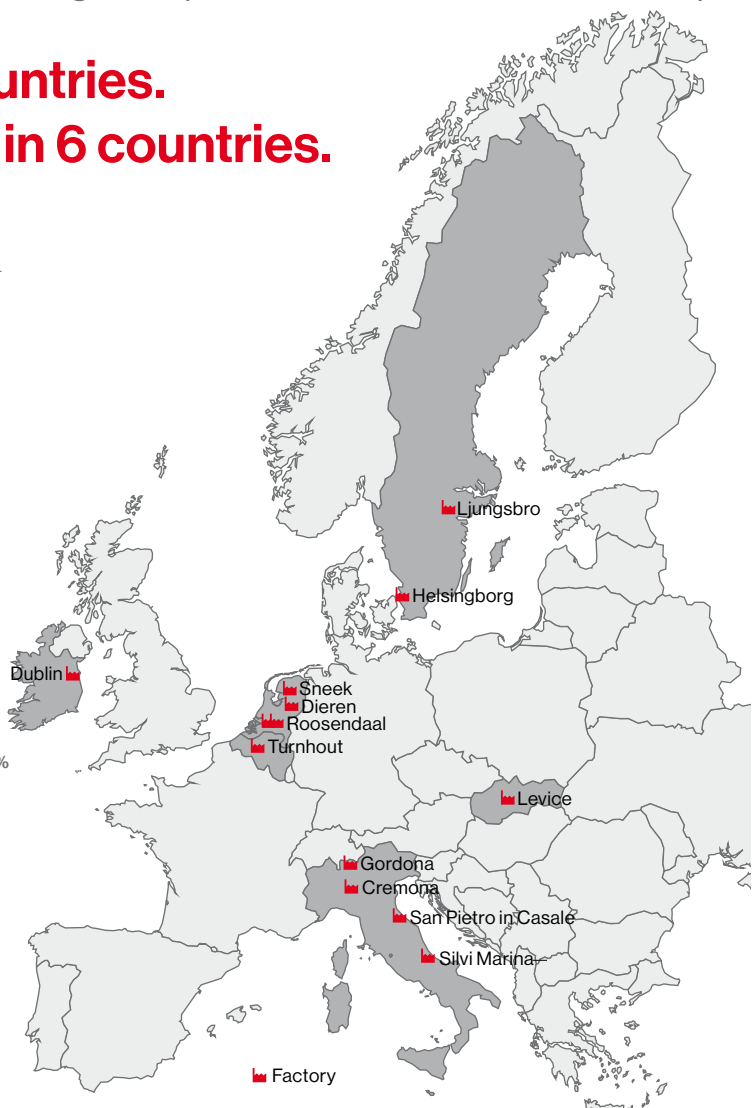 untries.
in 6 countries.
Ljungsbro
Helsingborg
Dublin
Sneek
Dieren
Roosendaal
Turnhout
%
Levice
Gordona
Cremona
San Pietro in Casale
Silvi Marina
Factory